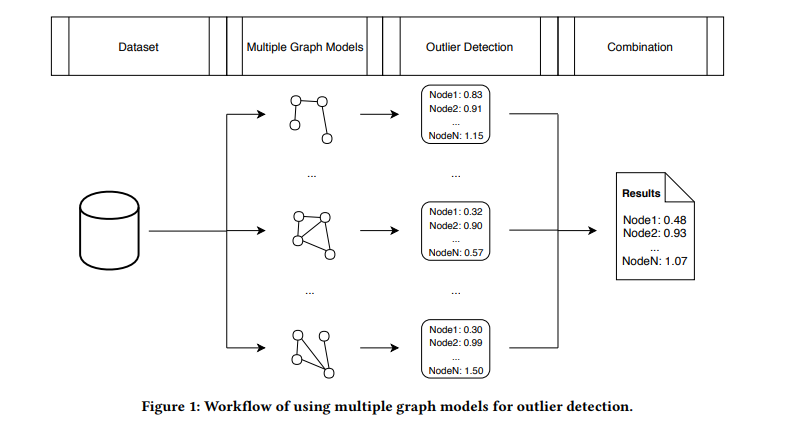 Dataset
Multiple Graph Models
Outlier Detection
Combination
Node1: 0.83
Node2: 0.91
...
NodeN: 1.15
...
...
Node1: 0.32
Node2: 0.90
...
NodeN: 0.57
...
...
Node1: 0.30
Node2: 0.99
...
NodeN: 1.50
Results
Node1: 0.48
Node2: 0.93
...
NodeN: 1.07
Figure 1: Workflow of using multiple graph models for outlier detection.